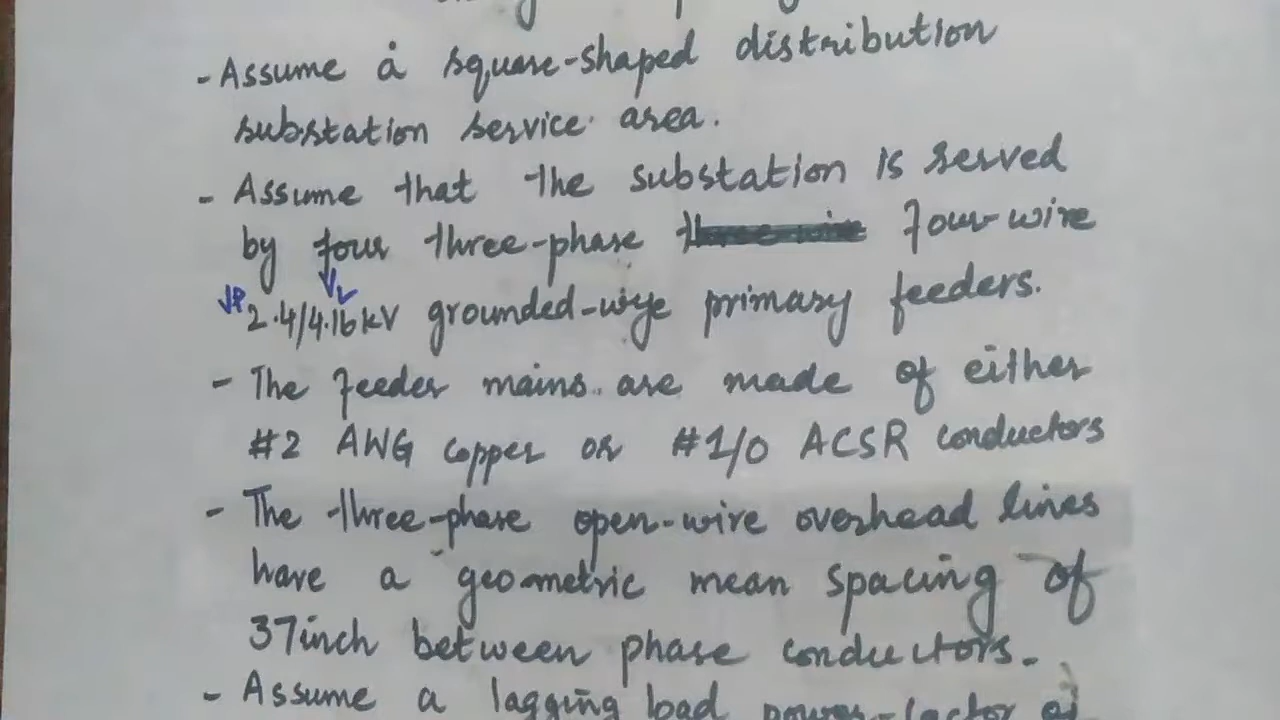 - Assume a square-shaped distribution
substation service area.
- Assume that the substation is served
by four three-phase four-wire
2.4/4.16kV grounded-wye primary feeders.
- The feeder mains are made of either
#2 AWG copper or #1/0 ACSR conductors
- The three-phase open-wire overhead lines
have a geometric mean spacing of
37inch between phase conductors.
- Assume a lagging load power-factor of